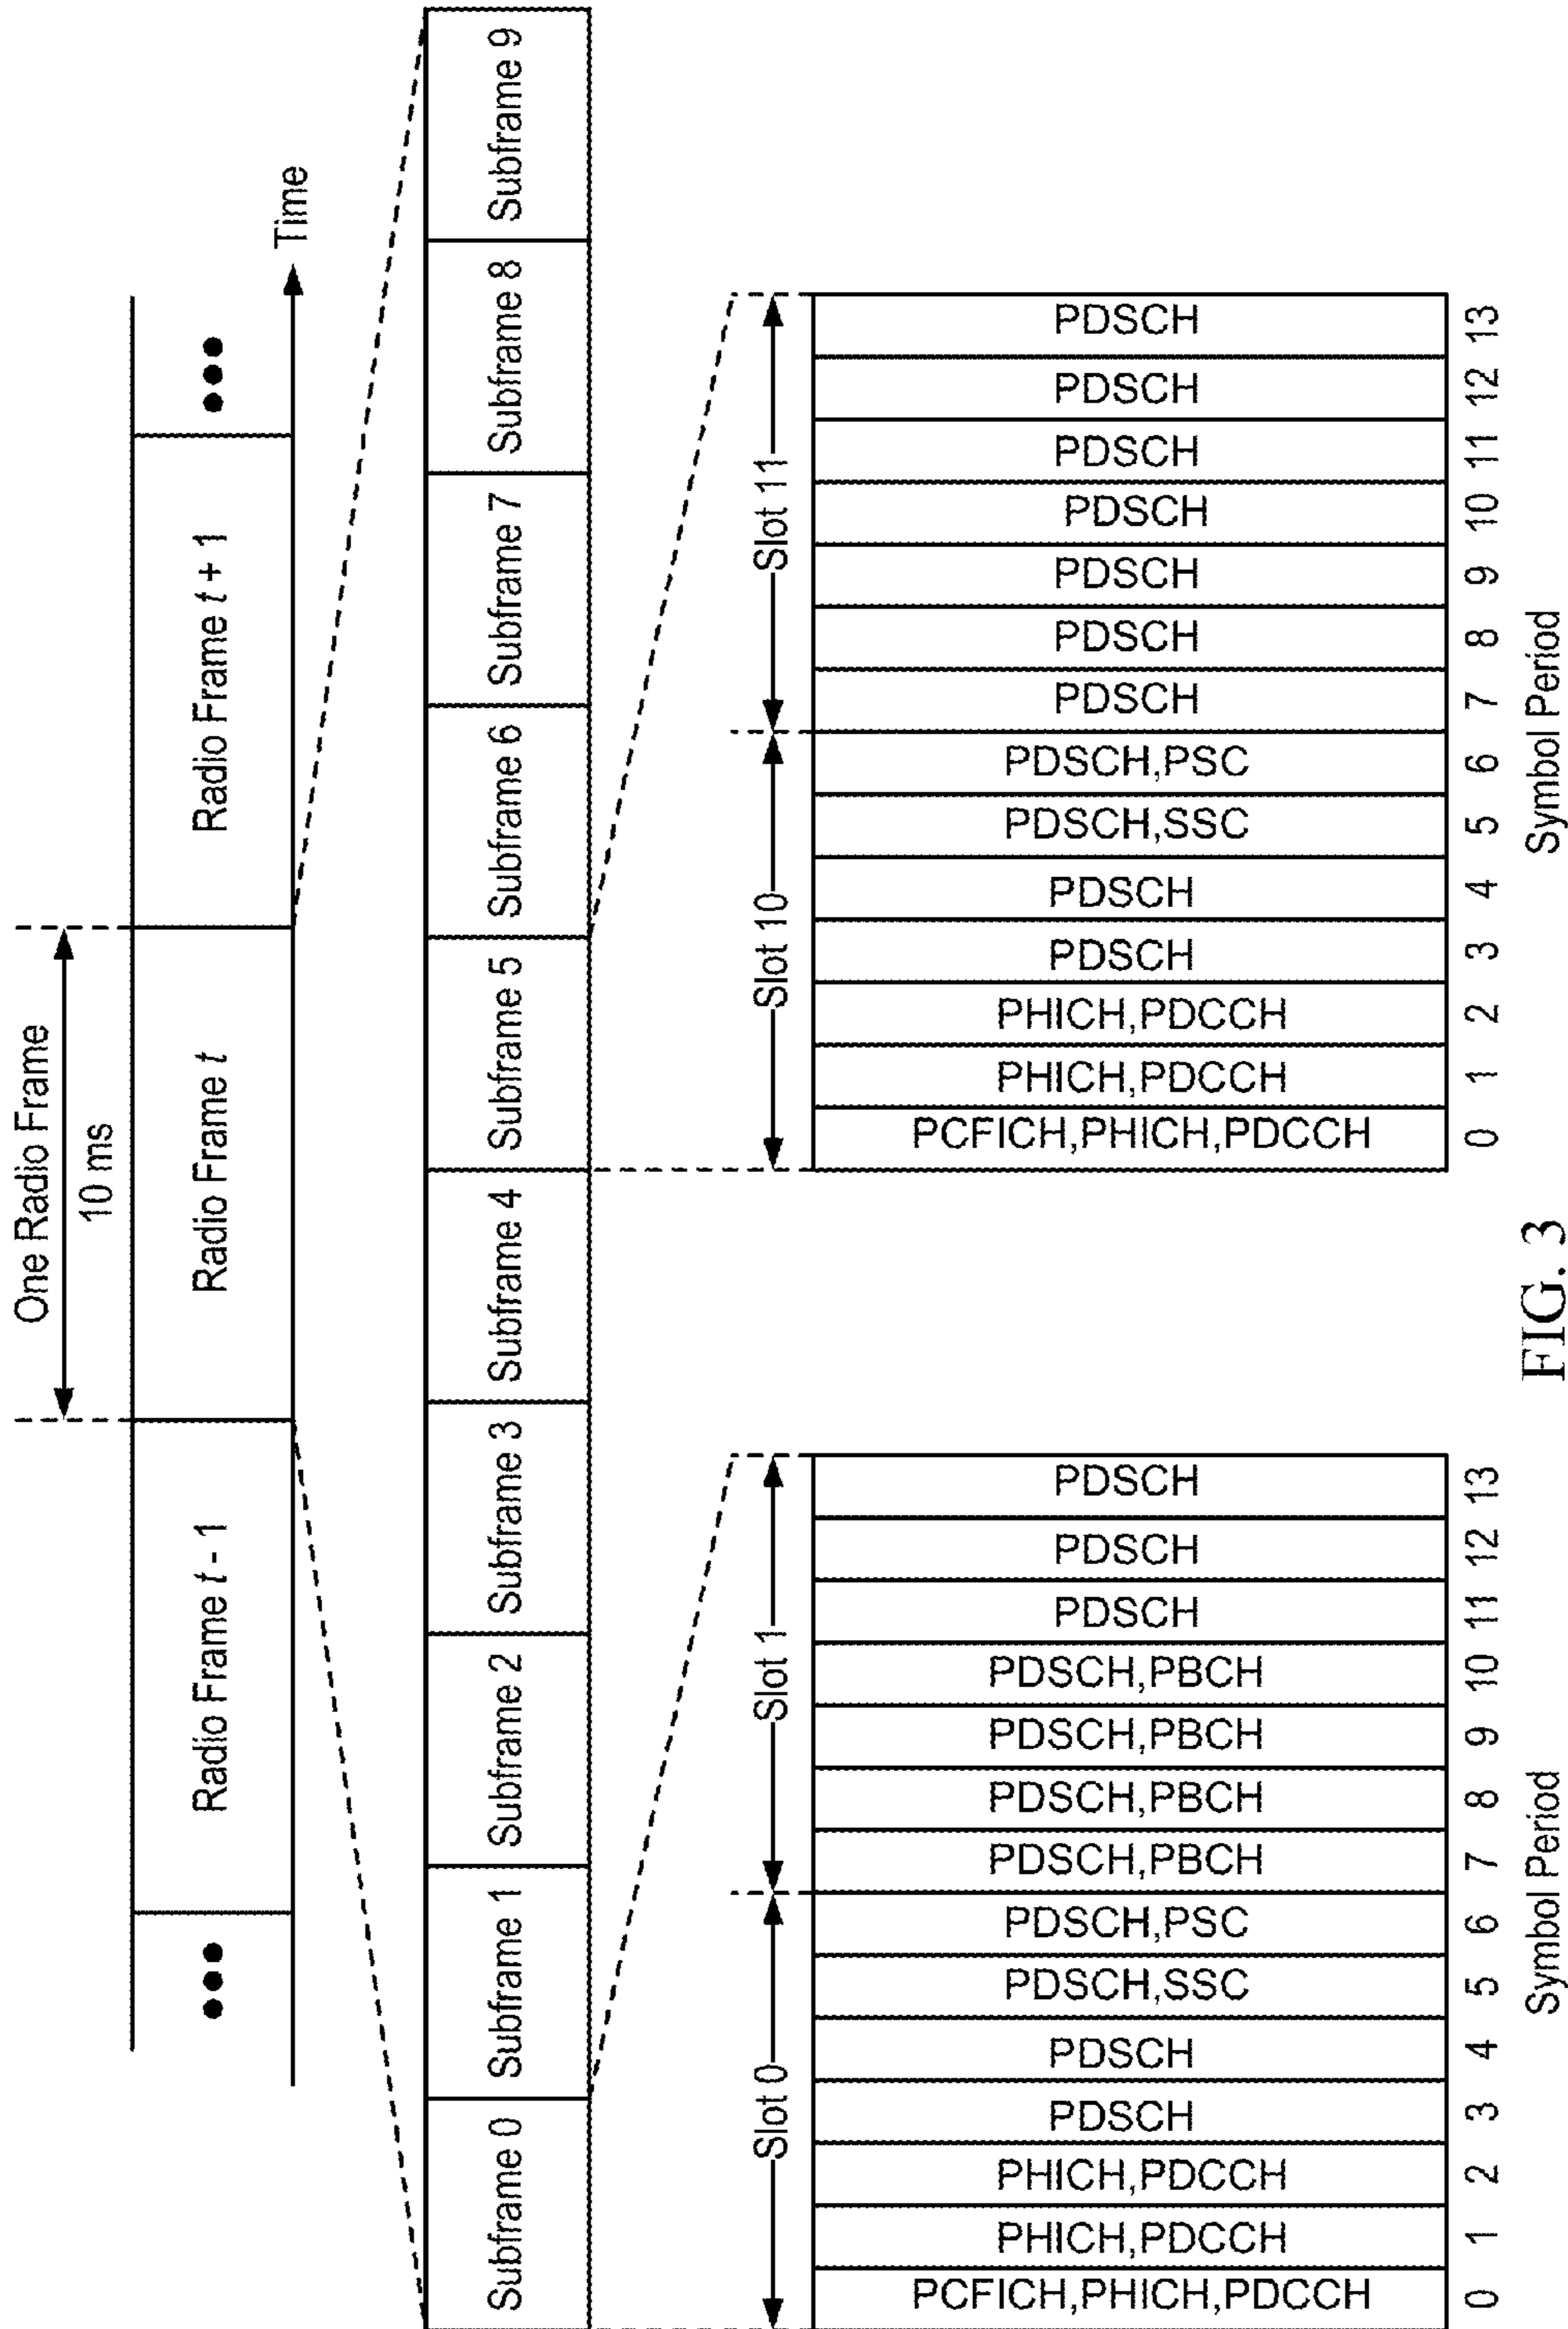 One Radio Frame
10 ms
Radio Frame t - 1
Radio Frame t
Radio Frame t + 1
Time
Subframe 0
Subframe 1
Subframe 2
Subframe 3
Subframe 4
Subframe 5
Subframe 6
Subframe 7
Subframe 8
Subframe 9
Slot 0
Slot 1
PCFICH,PHICH,PDCCH
PHICH,PDCCH
PHICH,PDCCH
PDSCH
PDSCH
PDSCH,SSC
PDSCH,PSC
PDSCH,PBCH
PDSCH,PBCH
PDSCH,PBCH
PDSCH,PBCH
PDSCH
PDSCH
PDSCH
0 1 2 3 4 5 6 7 8 9 10 11 12 13
Symbol Period
Slot 10
Slot 11
PCFICH,PHICH,PDCCH
PHICH,PDCCH
PHICH,PDCCH
PDSCH
PDSCH
PDSCH,SSC
PDSCH,PSC
PDSCH
PDSCH
PDSCH
PDSCH
PDSCH
PDSCH
PDSCH
0 1 2 3 4 5 6 7 8 9 10 11 12 13
Symbol Period
FIG. 3